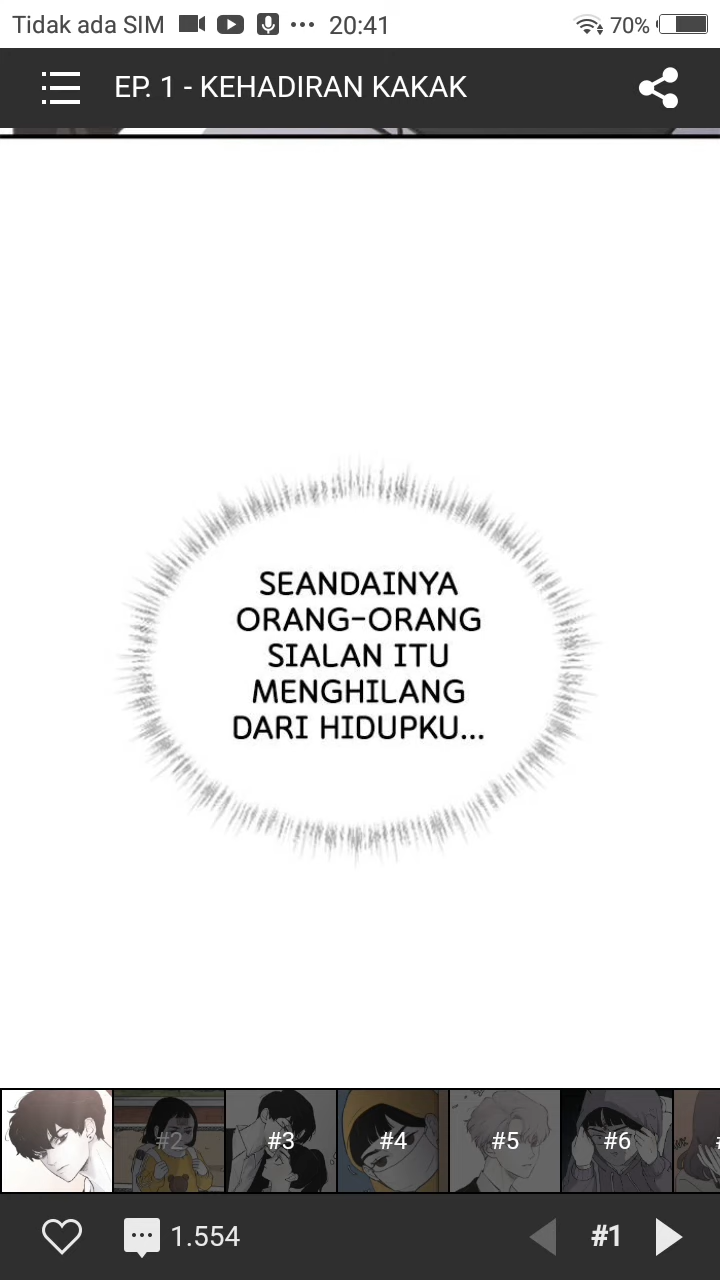 Tidak ada SIM 20:41 70%
EP. 1 - KEHADIRAN KAKAK
SEANDAINYA
ORANG-ORANG
SIALAN ITU
MENGHILANG
DARI HIDUPKU...
#2 #3 #4 #5 #6
1.554 #1